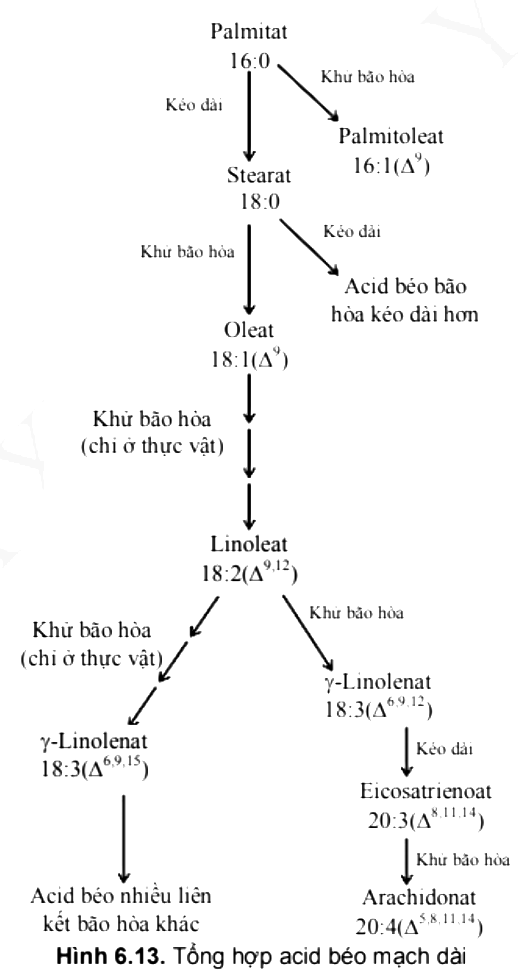 Palmitat
16:0
Khử bão hòa
Kéo dài
Palmitoleat
16:1(Δ⁹)
Stearat
18:0
Kéo dài
Khử bão hòa
Acid béo bão
hòa kéo dài hơn
Oleat
18:1(Δ⁹)
Khử bão hòa
(chỉ ở thực vật)
Linoleat
18:2(Δ⁹,¹²)
Khử bão hòa
Khử bão hòa
(chỉ ở thực vật)
γ-Linolenat
18:3(Δ⁶,⁹,¹²)
γ-Linolenat
18:3(Δ⁶,⁹,¹⁵)
Kéo dài
Eicosatrienoat
20:3(Δ⁸,¹¹,¹⁴)
Khử bão hòa
Acid béo nhiều liên
kết bão hòa khác
Arachidonat
20:4(Δ⁵,⁸,¹¹,¹⁴)
Hình 6.13. Tổng hợp acid béo mạch dài